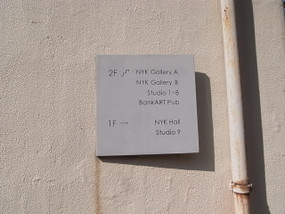 2F NYK Gallery A
NYK Gallery B
Studio 1-8
BankART Pub
1F → NYK Hall
Studio 9